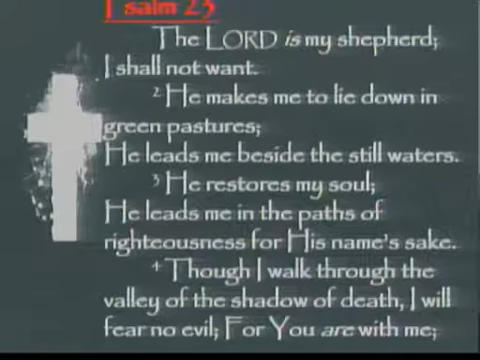 Psalm 23
The LORD is my shepherd;
I shall not want.
2 He makes me to lie down in
green pastures;
He leads me beside the still waters.
3 He restores my soul;
He leads me in the paths of
righteousness for His name's sake.
4 Though I walk through the
valley of the shadow of death, I will
fear no evil; For You are with me;